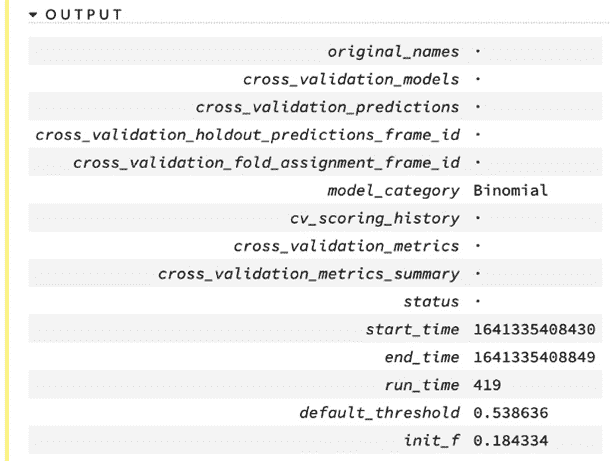 ▾ OUTPUT
original_names ·
cross_validation_models ·
cross_validation_predictions ·
cross_validation_holdout_predictions_frame_id ·
cross_validation_fold_assignment_frame_id ·
model_category Binomial
cv_scoring_history ·
cross_validation_metrics ·
cross_validation_metrics_summary ·
status ·
start_time 1641335408430
end_time 1641335408849
run_time 419
default_threshold 0.538636
init_f 0.184334